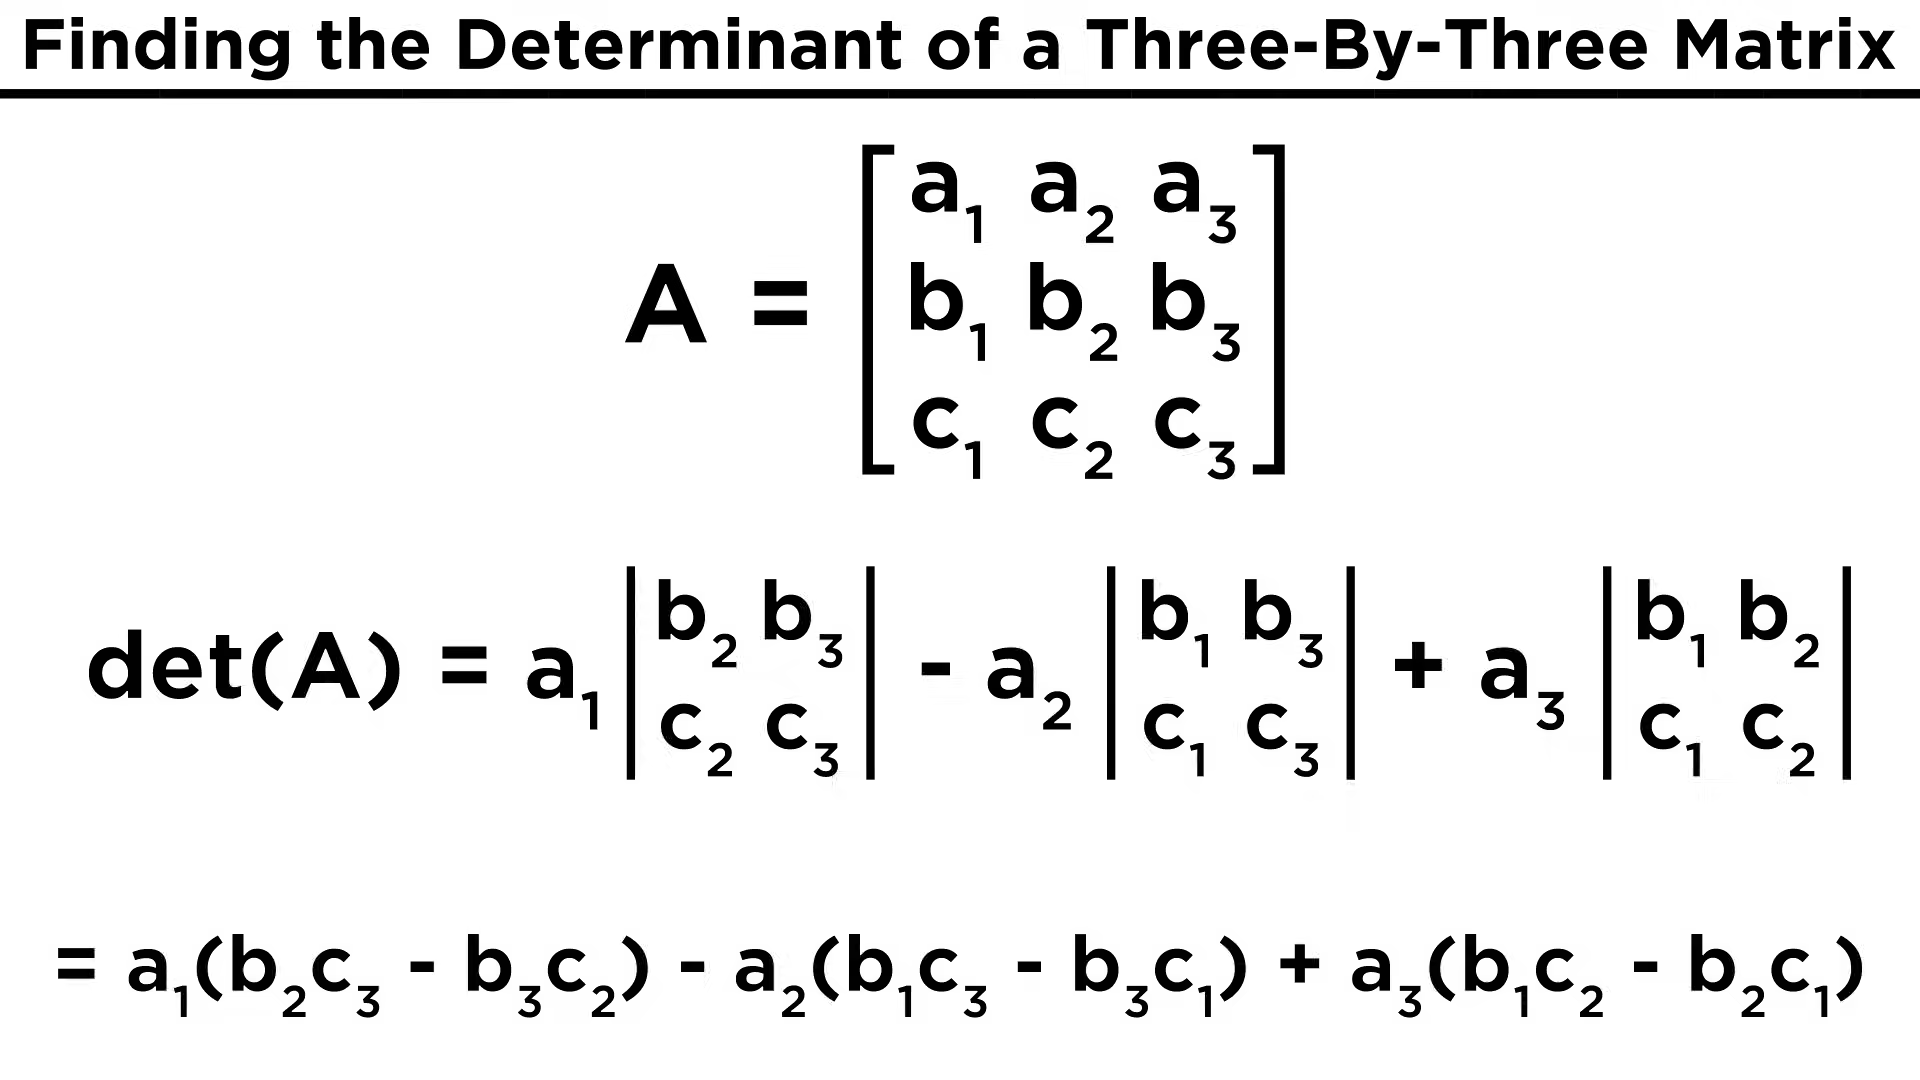 Finding the Determinant of a Three-By-Three Matrix
a₁ a₂ a₃
A = b₁ b₂ b₃
c₁ c₂ c₃
det(A) = a₁ |b₂ b₃| - a₂ |b₁ b₃| + a₃ |b₁ b₂|
|c₂ c₃| |c₁ c₃| |c₁ c₂|
= a₁(b₂c₃ - b₃c₂) - a₂(b₁c₃ - b₃c₁) + a₃(b₁c₂ - b₂c₁)